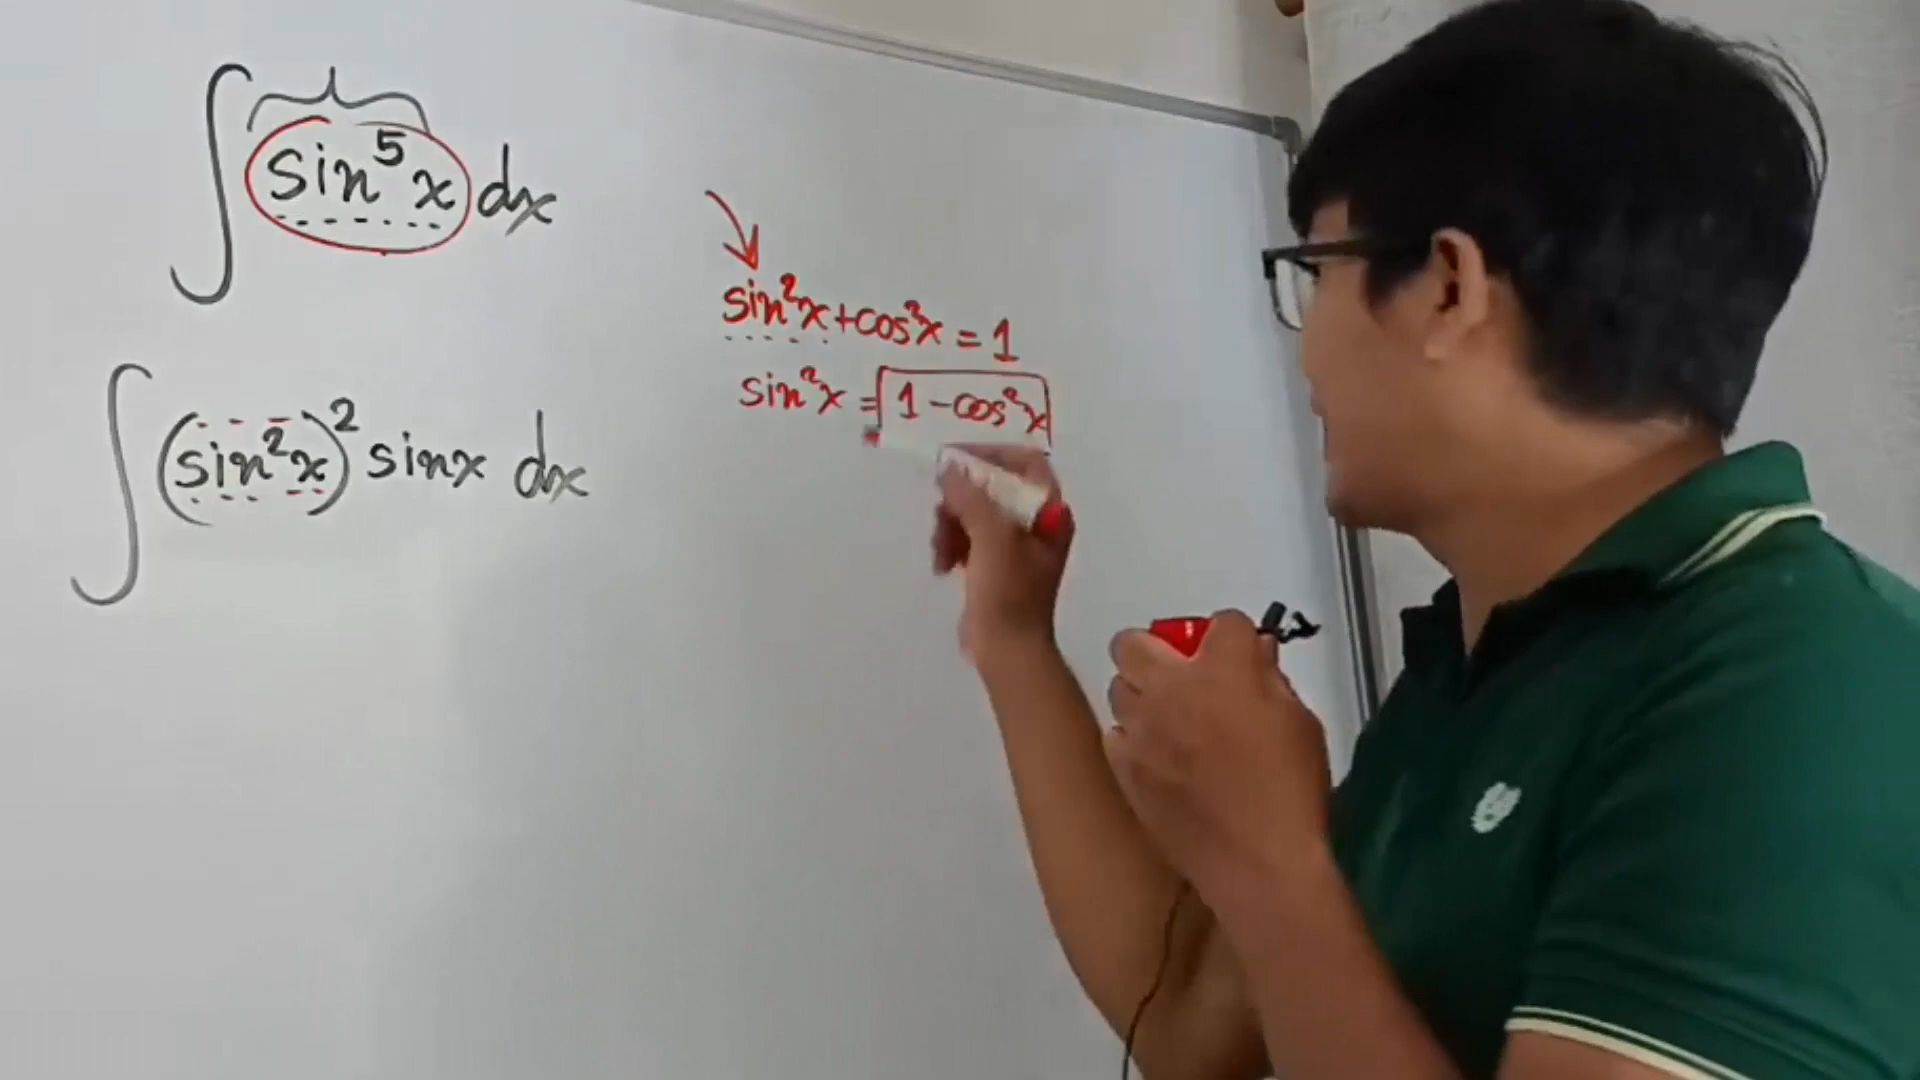 ∫ sin⁵x dx
∫ (sin²x)² sinx dx
sin²x + cos²x = 1
sin²x = 1 - cos²x